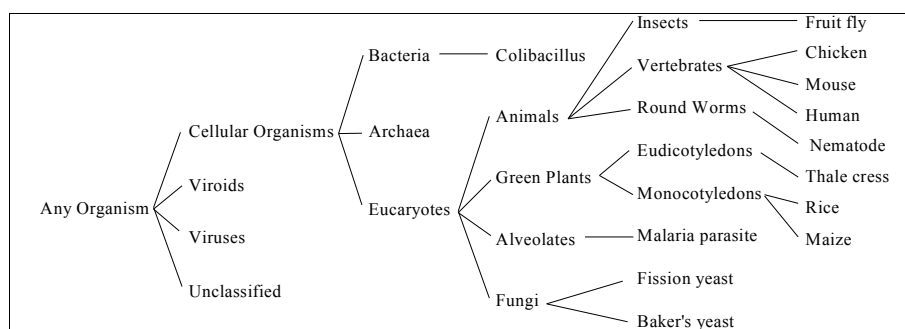 Any Organism
Cellular Organisms
Viroids
Viruses
Unclassified
Bacteria
Archaea
Eucaryotes
Colibacillus
Animals
Green Plants
Alveolates
Fungi
Insects
Vertebrates
Round Worms
Eudicotyledons
Monocotyledons
Malaria parasite
Fission yeast
Baker's yeast
Fruit fly
Chicken
Mouse
Human
Nematode
Thale cress
Rice
Maize